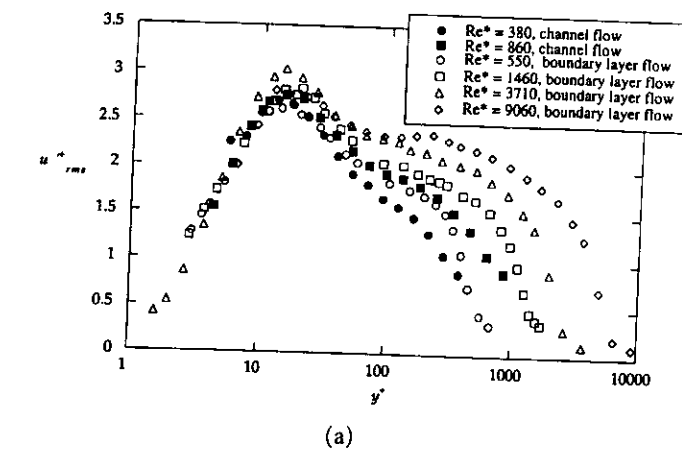 3.5
3
2.5
2
1.5
1
0.5
0
u'+rms
Re* = 380, channel flow
Re* = 860, channel flow
Re* = 550, boundary layer flow
Re* = 1460, boundary layer flow
Re* = 3710, boundary layer flow
Re* = 9060, boundary layer flow
1 10 100 1000 10000
y+
(a)